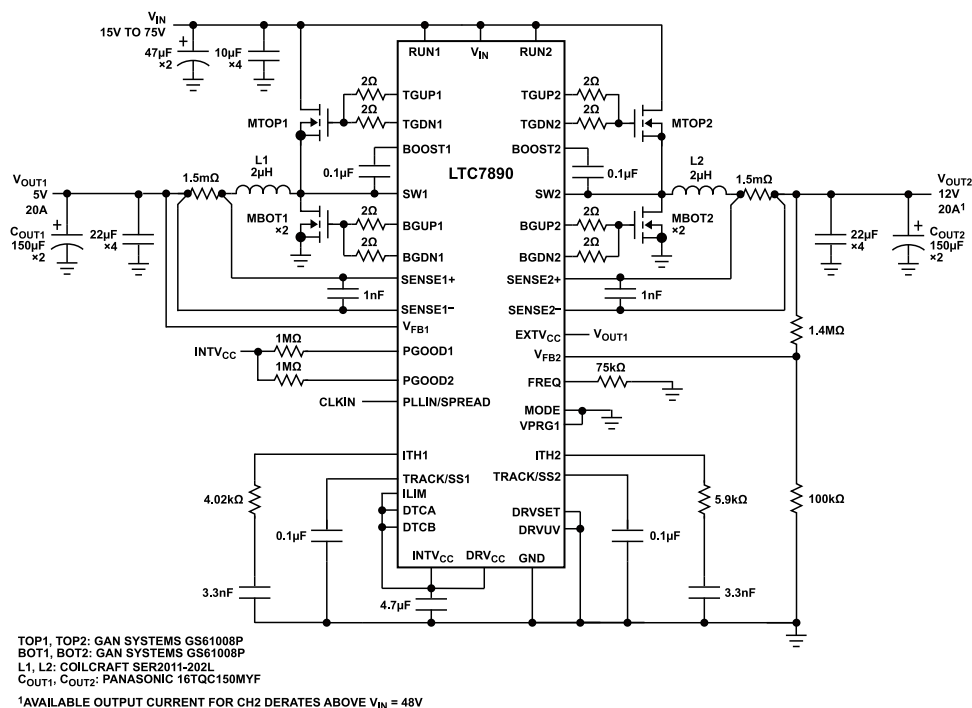 VIN
15V TO 75V
47µF
×2
10µF
×4
RUN1
VIN
RUN2
2Ω
TGUP1
2Ω
TGDN1
MTOP1
BOOST1
0.1µF
LTC7890
TGUP2
2Ω
TGDN2
2Ω
MTOP2
BOOST2
0.1µF
VOUT1
5V
20A
COUT1
150µF
×2
22µF
×4
1.5mΩ
L1
2µH
SW1
MBOT1
×2
2Ω
BGUP1
2Ω
BGDN1
SENSE1+
1nF
SENSE1–
VFB1
SW2
L2
2µH
1.5mΩ
VOUT2
12V
20A¹
COUT2
150µF
×2
22µF
×4
MBOT2
×2
BGUP2
2Ω
BGDN2
2Ω
SENSE2+
1nF
SENSE2–
EXTVCC
VOUT1
1.4MΩ
VFB2
INTVCC
1MΩ
PGOOD1
1MΩ
PGOOD2
CLKIN
PLLIN/SPREAD
FREQ
75kΩ
MODE
VPRG1
ITH1
TRACK/SS1
ILIM
DTCA
DTCB
4.02kΩ
0.1µF
3.3nF
ITH2
TRACK/SS2
DRVSET
DRVUV
5.9kΩ
100kΩ
0.1µF
3.3nF
INTVCC
DRVCC
GND
4.7µF
TOP1, TOP2: GAN SYSTEMS GS61008P
BOT1, BOT2: GAN SYSTEMS GS61008P
L1, L2: COILCRAFT SER2011-202L
COUT1, COUT2: PANASONIC 16TQC150MYF
¹AVAILABLE OUTPUT CURRENT FOR CH2 DERATES ABOVE VIN = 48V